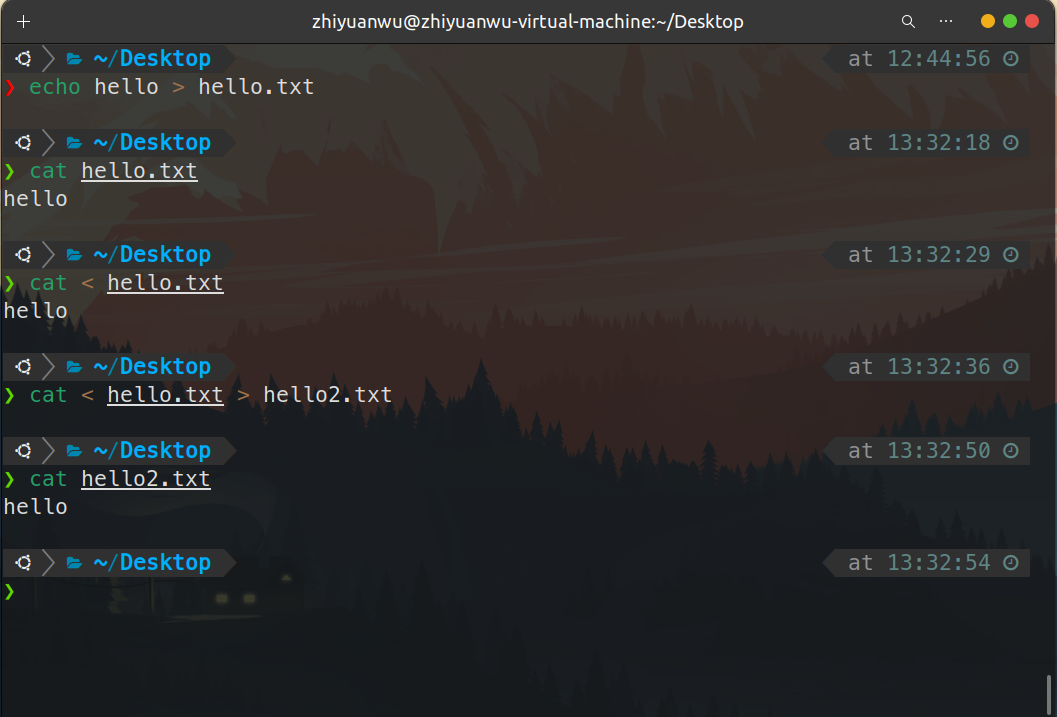 zhiyuanwu@zhiyuanwu-virtual-machine:~/Desktop
~/Desktop at 12:44:56
❯ echo hello > hello.txt
~/Desktop at 13:32:18
❯ cat hello.txt
hello
~/Desktop at 13:32:29
❯ cat < hello.txt
hello
~/Desktop at 13:32:36
❯ cat < hello.txt > hello2.txt
~/Desktop at 13:32:50
❯ cat hello2.txt
hello
~/Desktop at 13:32:54
❯